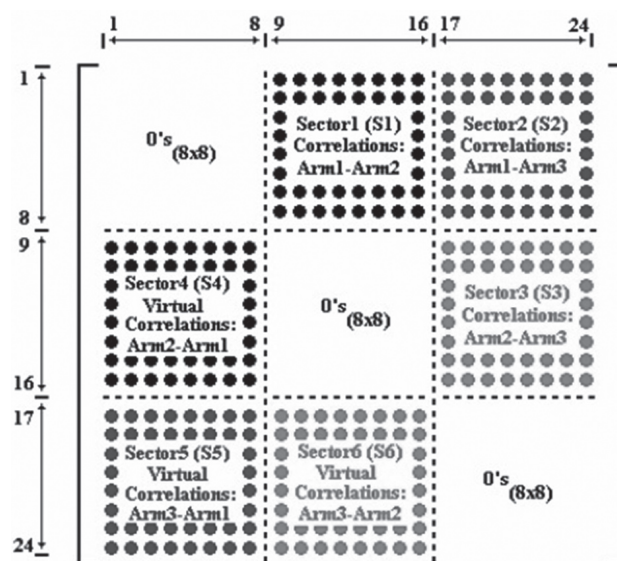 1 8 9 16 17 24
1
8
9
16
17
24
0's (8x8)
Sector1 (S1)
Correlations:
Arm1-Arm2
Sector2 (S2)
Correlations:
Arm1-Arm3
Sector4 (S4)
Virtual
Correlations:
Arm2-Arm1
0's (8x8)
Sector3 (S3)
Correlations:
Arm2-Arm3
Sector5 (S5)
Virtual
Correlations:
Arm3-Arm1
Sector6 (S6)
Virtual
Correlations:
Arm3-Arm2
0's (8x8)